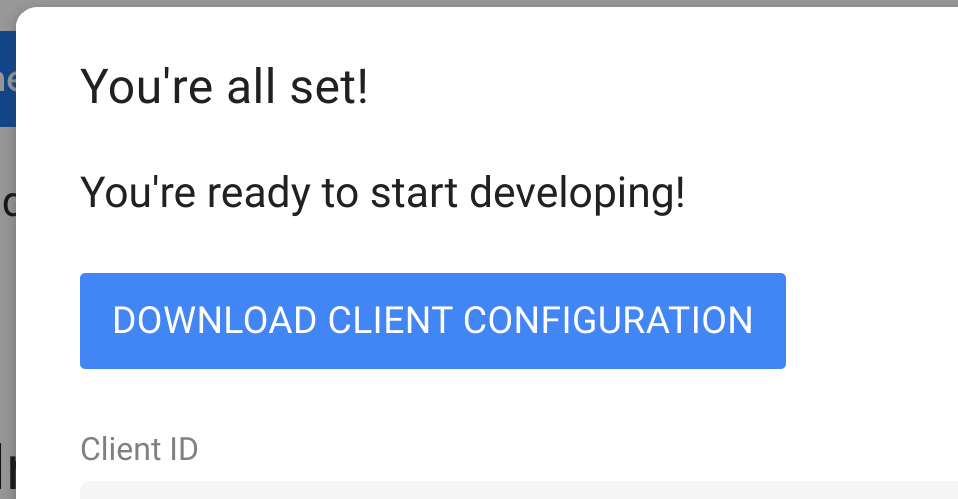 You're all set!
You're ready to start developing!
DOWNLOAD CLIENT CONFIGURATION
Client ID